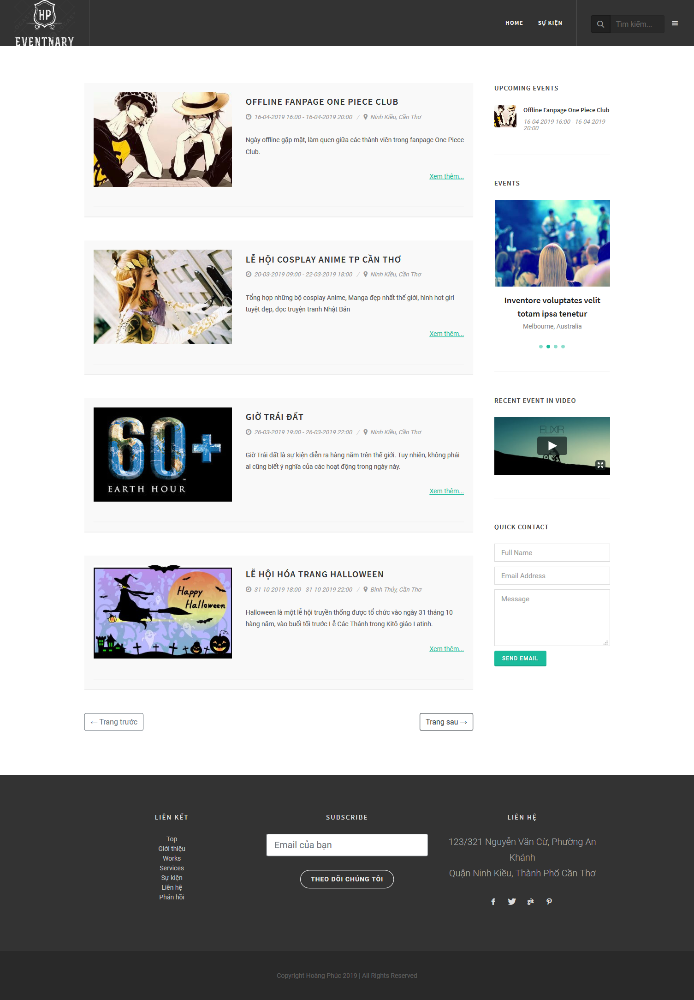 HP
EVENTNARY
HOME
SỰ KIỆN
Tìm kiếm...
OFFLINE FANPAGE ONE PIECE CLUB
16-04-2019 16:00 - 16-04-2019 20:00 / Ninh Kiều, Cần Thơ
Ngày offline gặp mặt, làm quen giữa các thành viên trong fanpage One Piece
Club.
Xem thêm...
LỄ HỘI COSPLAY ANIME TP CẦN THƠ
20-03-2019 09:00 - 22-03-2019 18:00 / Ninh Kiều, Cần Thơ
Tổng hợp những bộ cosplay Anime, Manga đẹp nhất thế giới, hình hot girl
tuyệt đẹp, đọc truyện tranh Nhật Bản
Xem thêm...
60+
EARTH HOUR
GIỜ TRÁI ĐẤT
26-03-2019 19:00 - 26-03-2019 22:00 / Ninh Kiều, Cần Thơ
Giờ Trái đất là sự kiện diễn ra hàng năm trên thế giới. Tuy nhiên, không phải
ai cũng biết ý nghĩa của các hoạt động trong ngày này.
Xem thêm...
Happy
Halloween
LỄ HỘI HÓA TRANG HALLOWEEN
31-10-2019 18:00 - 31-10-2019 22:00 / Bình Thủy, Cần Thơ
Halloween là một lễ hội truyền thống được tổ chức vào ngày 31 tháng 10
hàng năm, vào buổi tối trước Lễ Các Thánh trong Kitô giáo Latinh.
Xem thêm...
← Trang trước
Trang sau →
UPCOMING EVENTS
Offline Fanpage One Piece Club
16-04-2019 16:00 - 16-04-2019
20:00
EVENTS
Inventore voluptates velit
totam ipsa tenetur
Melbourne, Australia
RECENT EVENT IN VIDEO
ELIXIR
QUICK CONTACT
Full Name
Email Address
Message
SEND EMAIL
LIÊN KẾT
Top
Giới thiệu
Works
Services
Sự kiện
Liên hệ
Phản hồi
SUBSCRIBE
Email của bạn
THEO DÕI CHÚNG TÔI
LIÊN HỆ
123/321 Nguyễn Văn Cừ, Phường An
Khánh
Quận Ninh Kiều, Thành Phố Cần Thơ
git
Copyright Hoàng Phúc 2019 | All Rights Reserved